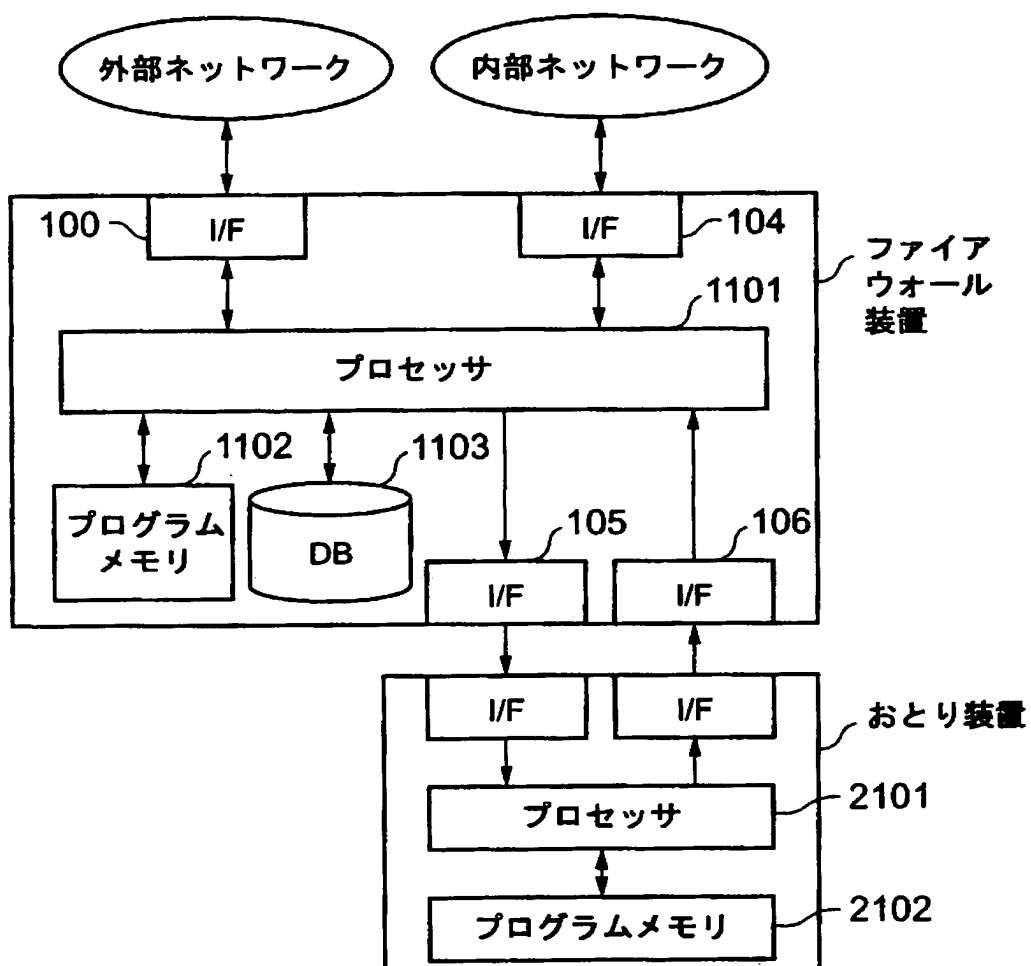 外部ネットワーク
内部ネットワーク
100
I/F
I/F
104
ファイア
ウォール
装置
1101
プロセッサ
1102
1103
プログラム
メモリ
DB
105
106
I/F
I/F
I/F
I/F
おとり装置
プロセッサ
2101
プログラムメモリ
2102